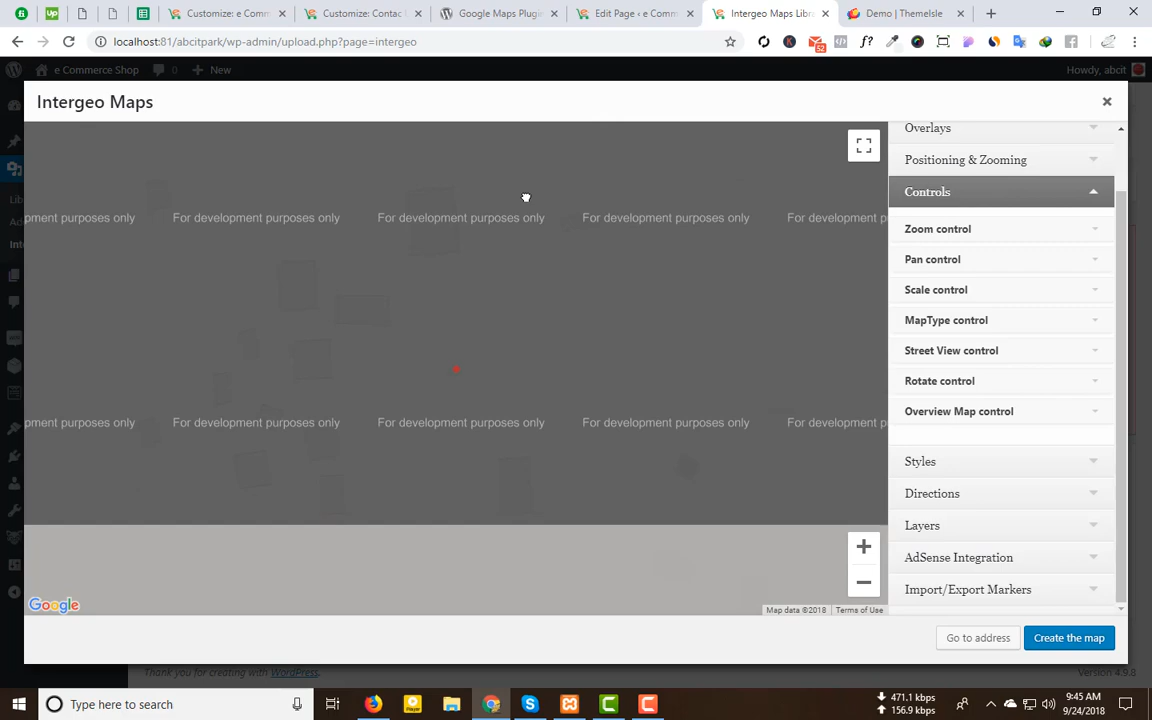 Customize: e Comm
Customize: Contac
Google Maps Plugin
Edit Page ‹ e Comm
Intergeo Maps Libra
Demo | ThemeIsle
localhost:81/abcitpark/wp-admin/upload.php?page=intergeo
52
f?
e Commerce Shop
0
New
Howdy, abcit
Intergeo Maps
Overlays
Positioning & Zooming
Controls
Zoom control
Pan control
Scale control
MapType control
Street View control
Rotate control
Overview Map control
Styles
Directions
Layers
AdSense Integration
Import/Export Markers
pment purposes only For development purposes only For development purposes only For development purposes only For development p
pment purposes only For development purposes only For development purposes only For development purposes only For development p
Google
Map data ©2018 Terms of Use
Go to address
Create the map
Thank you for creating with WordPress.
Version 4.9.8
Type here to search
471.1 kbps
156.9 kbps
9:45 AM
9/24/2018